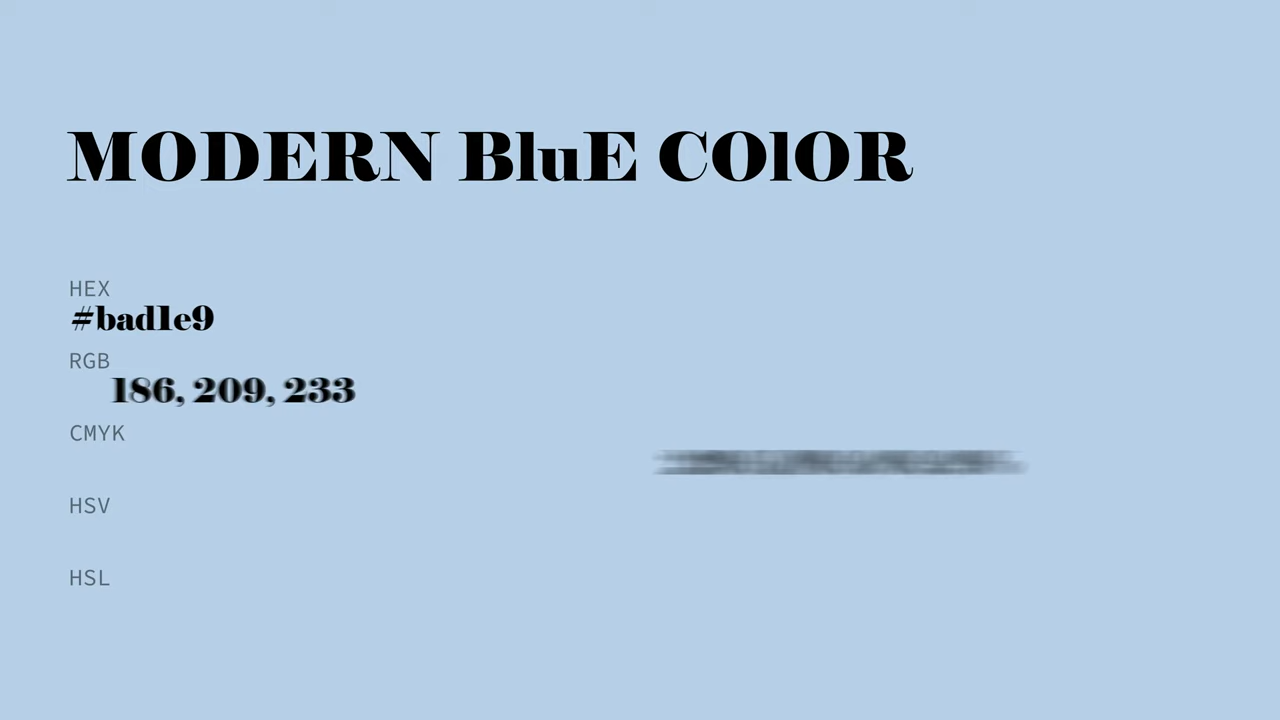 MODERN BluE COlOR
HEX
#bad1e9
RGB
186, 209, 233
CMYK
HSV
HSL